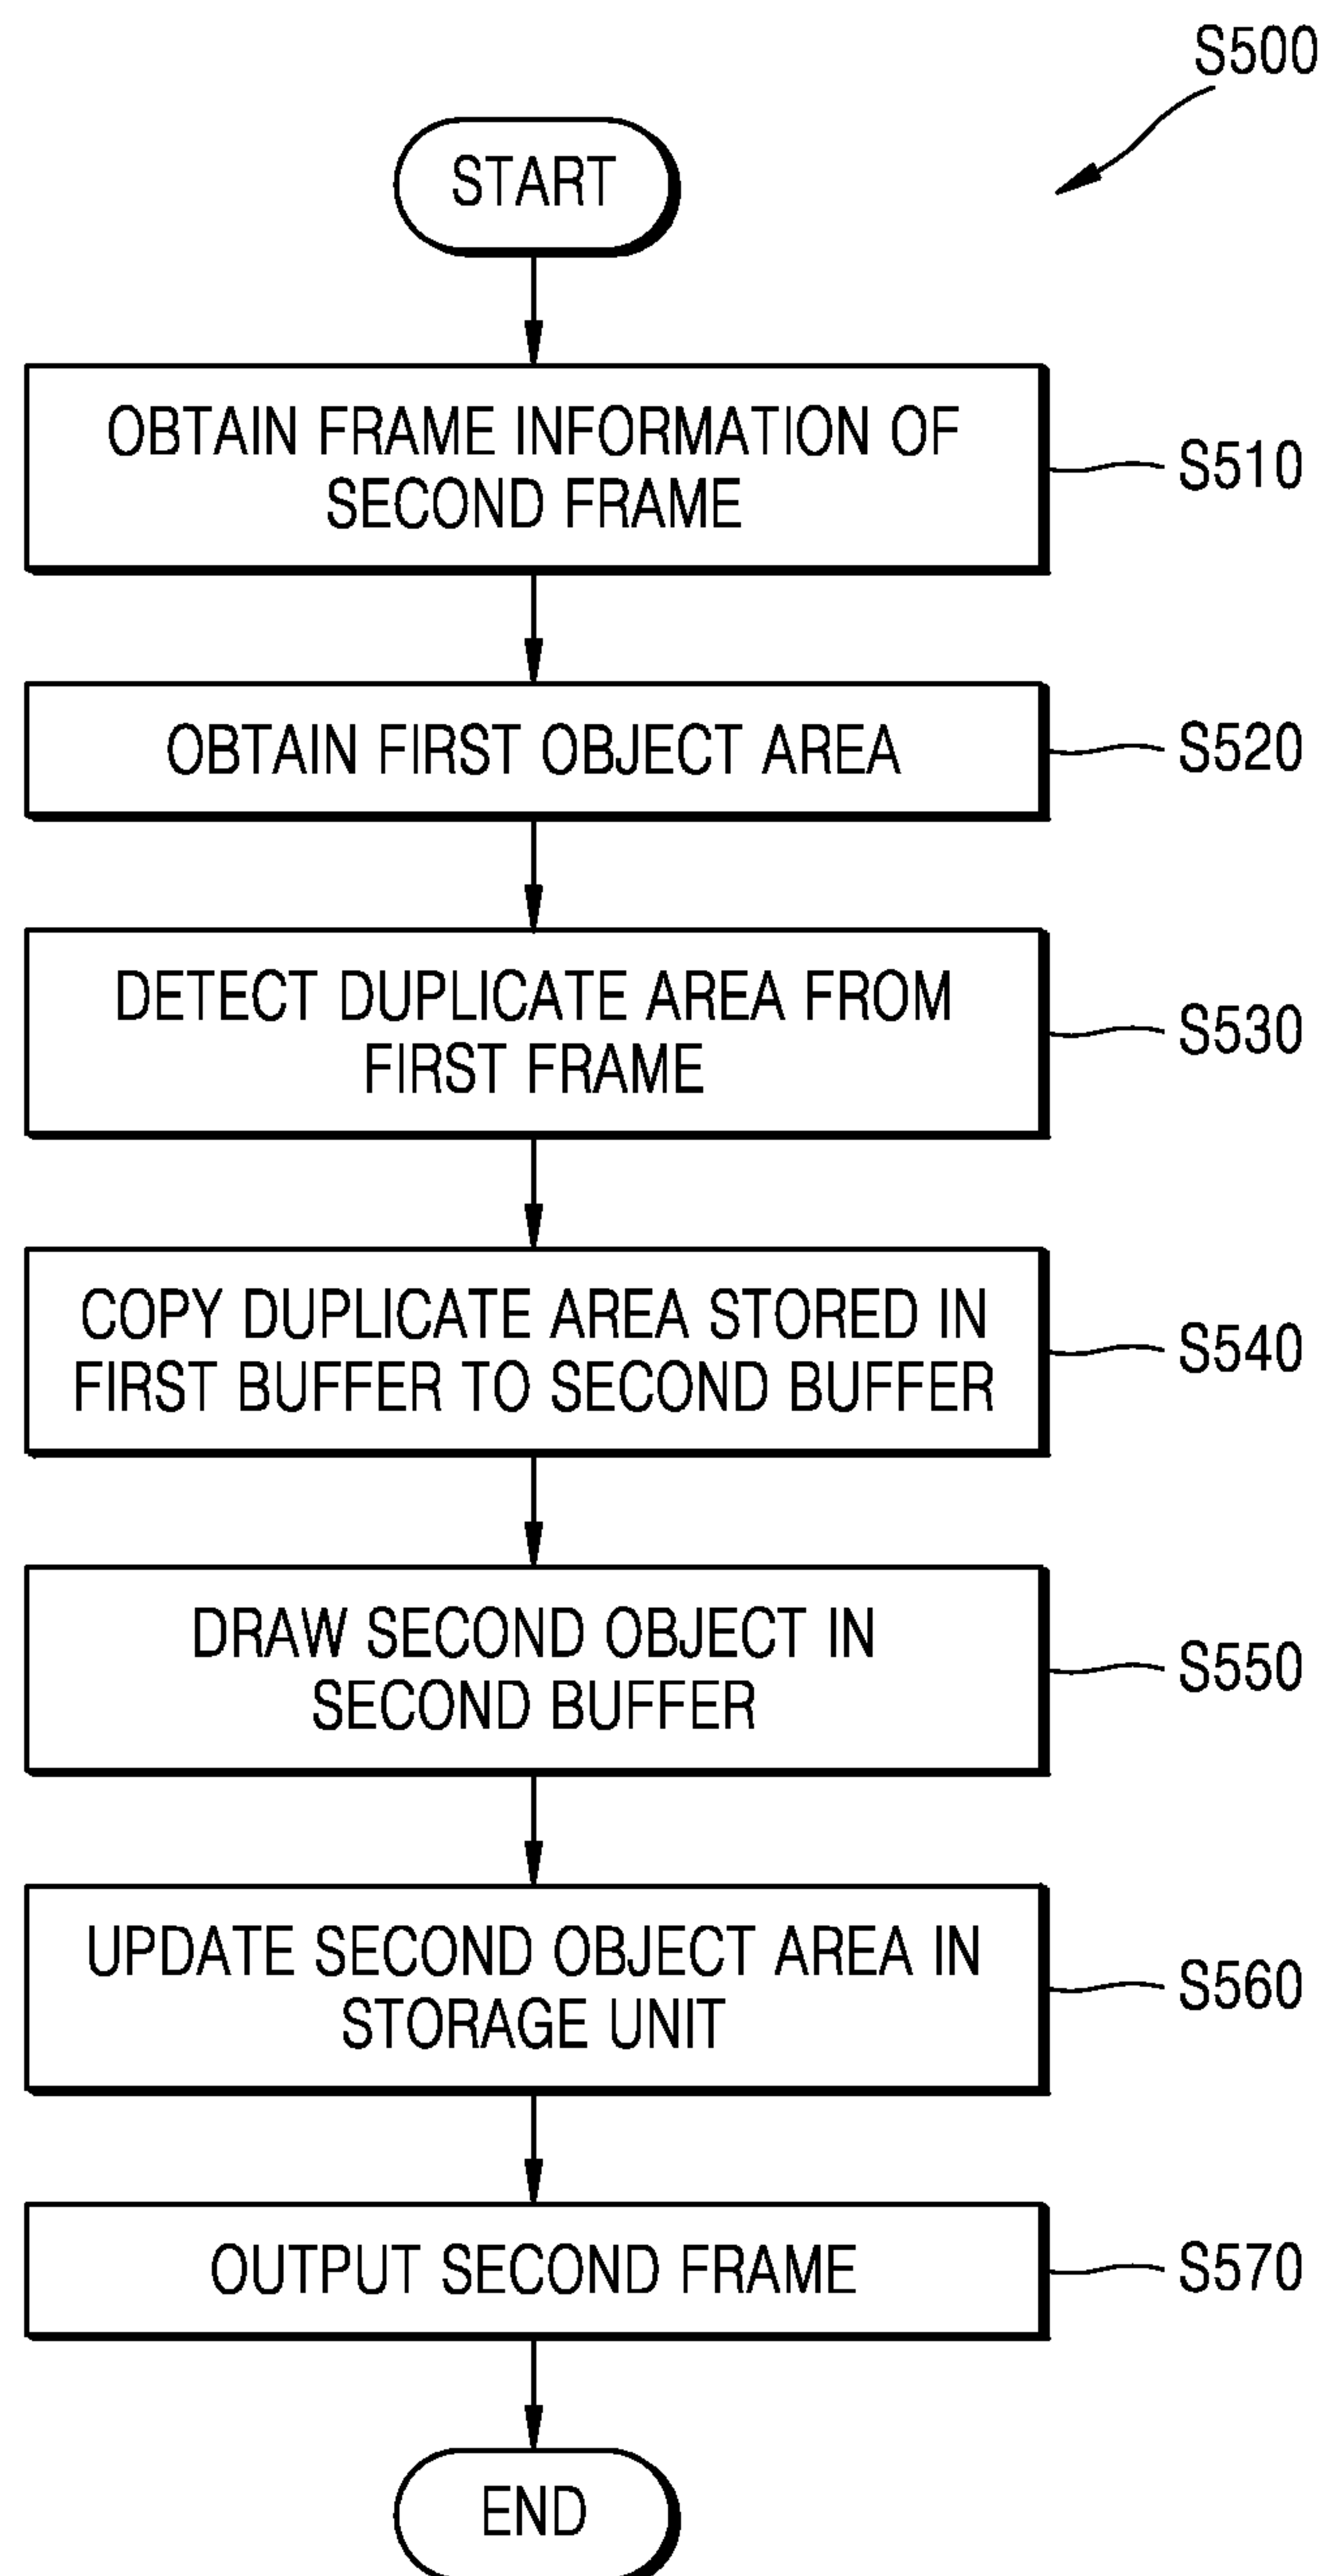 S500
START
OBTAIN FRAME INFORMATION OF
SECOND FRAME
S510
OBTAIN FIRST OBJECT AREA
S520
DETECT DUPLICATE AREA FROM
FIRST FRAME
S530
COPY DUPLICATE AREA STORED IN
FIRST BUFFER TO SECOND BUFFER
S540
DRAW SECOND OBJECT IN
SECOND BUFFER
S550
UPDATE SECOND OBJECT AREA IN
STORAGE UNIT
S560
OUTPUT SECOND FRAME
S570
END